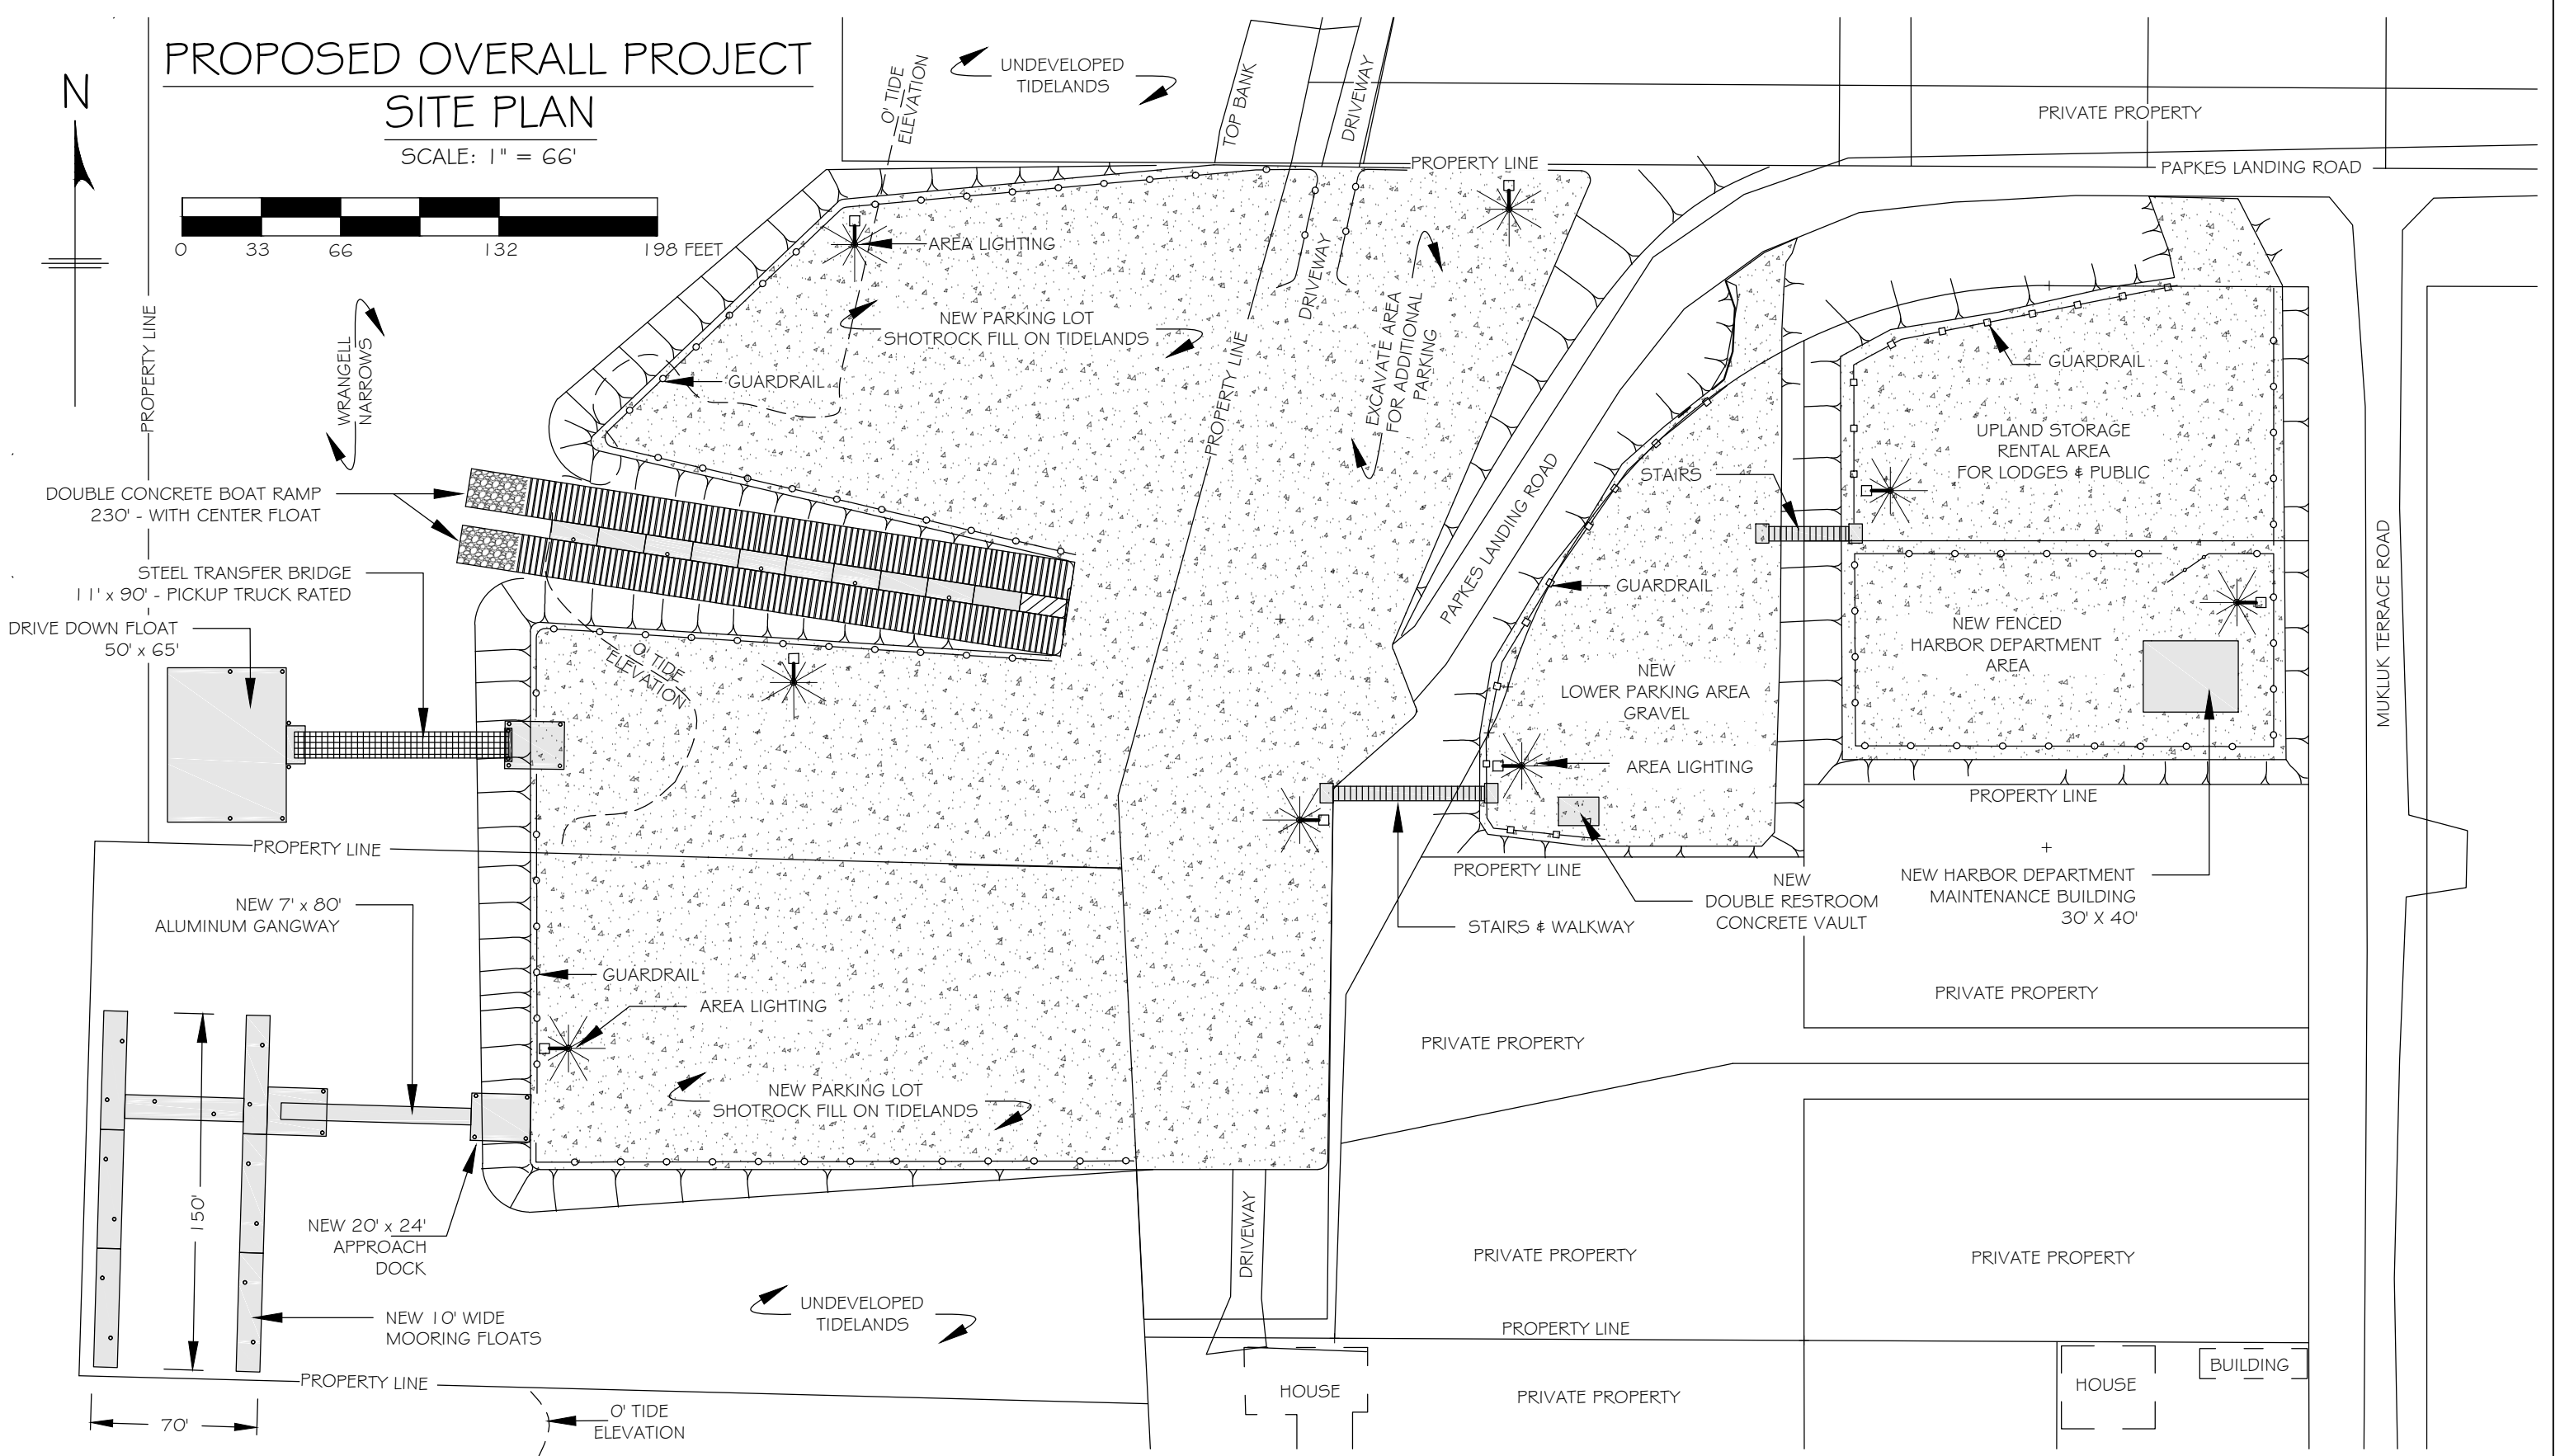 PROPOSED OVERALL PROJECT
SITE PLAN
SCALE: 1" = 66'
N
0 33 66 132 198 FEET
PROPERTY LINE
WRANGELL
NARROWS
O' TIDE
ELEVATION
UNDEVELOPED
TIDELANDS
TOP BANK
DRIVEWAY
PROPERTY LINE
PRIVATE PROPERTY
PAPKES LANDING ROAD
AREA LIGHTING
NEW PARKING LOT
SHOTROCK FILL ON TIDELANDS
GUARDRAIL
PROPERTY LINE
DRIVEWAY
EXCAVATE AREA
FOR ADDITIONAL
PARKING
PAPKES LANDING ROAD
GUARDRAIL
UPLAND STORAGE
RENTAL AREA
FOR LODGES & PUBLIC
STAIRS
MUKLUK TERRACE ROAD
DOUBLE CONCRETE BOAT RAMP
230' - WITH CENTER FLOAT
STEEL TRANSFER BRIDGE
11' x 90' - PICKUP TRUCK RATED
DRIVE DOWN FLOAT
50' x 65'
O' TIDE
ELEVATION
GUARDRAIL
NEW
LOWER PARKING AREA
GRAVEL
NEW FENCED
HARBOR DEPARTMENT
AREA
AREA LIGHTING
PROPERTY LINE
PROPERTY LINE
PROPERTY LINE
NEW
DOUBLE RESTROOM
CONCRETE VAULT
NEW HARBOR DEPARTMENT
MAINTENANCE BUILDING
30' X 40'
STAIRS & WALKWAY
NEW 7' x 80'
ALUMINUM GANGWAY
GUARDRAIL
AREA LIGHTING
PRIVATE PROPERTY
PRIVATE PROPERTY
NEW PARKING LOT
SHOTROCK FILL ON TIDELANDS
150'
NEW 20' x 24'
APPROACH
DOCK
DRIVEWAY
PRIVATE PROPERTY
PRIVATE PROPERTY
UNDEVELOPED
TIDELANDS
NEW 10' WIDE
MOORING FLOATS
PROPERTY LINE
PROPERTY LINE
70'
O' TIDE
ELEVATION
HOUSE
PRIVATE PROPERTY
HOUSE
BUILDING